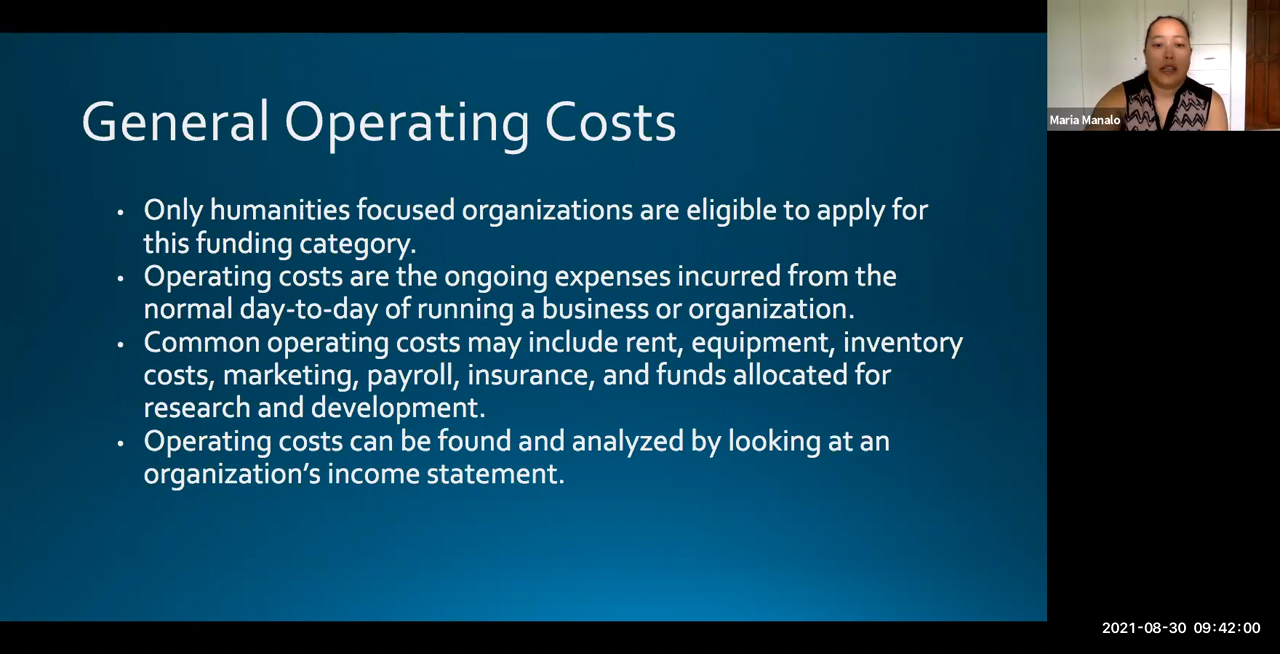 General Operating Costs
• Only humanities focused organizations are eligible to apply for
this funding category.
• Operating costs are the ongoing expenses incurred from the
normal day-to-day of running a business or organization.
• Common operating costs may include rent, equipment, inventory
costs, marketing, payroll, insurance, and funds allocated for
research and development.
• Operating costs can be found and analyzed by looking at an
organization’s income statement.
Maria Manalo
2021-08-30 09:42:00